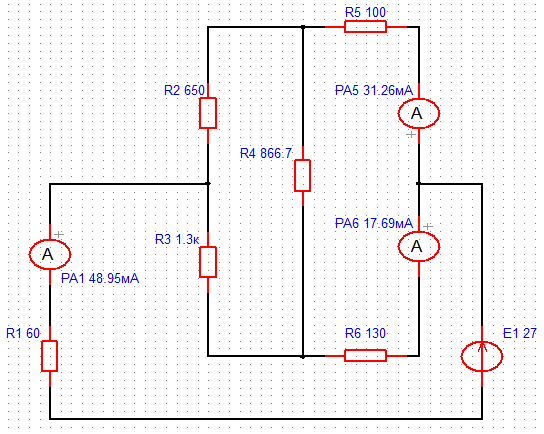 R5 100
R2 650
PA5 31.26мА
A
R4 866.7
PA6 17.69мА
R3 1.3к
A
A
PA1 48.95мА
R1 60
E1 27
R6 130